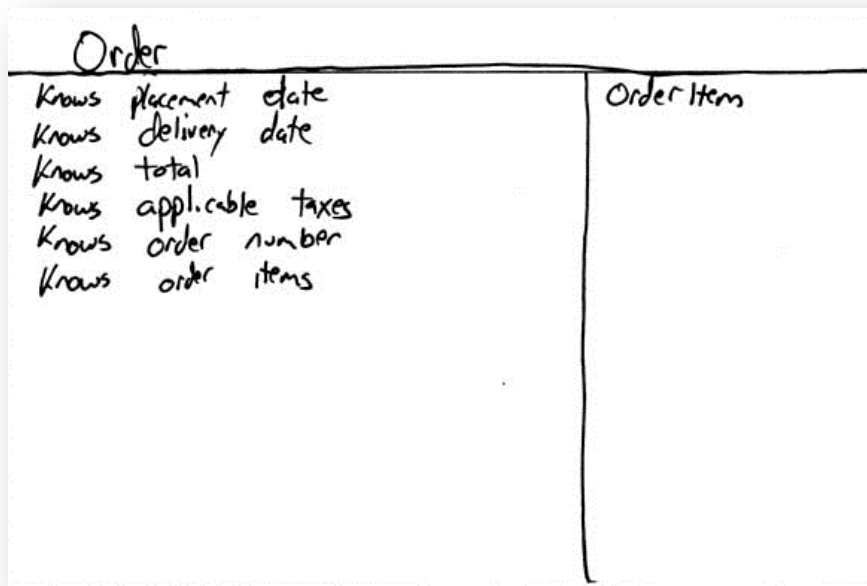 Order
Knows placement date
Knows delivery date
Knows total
Knows applicable taxes
Knows order number
Knows order items
Order Item